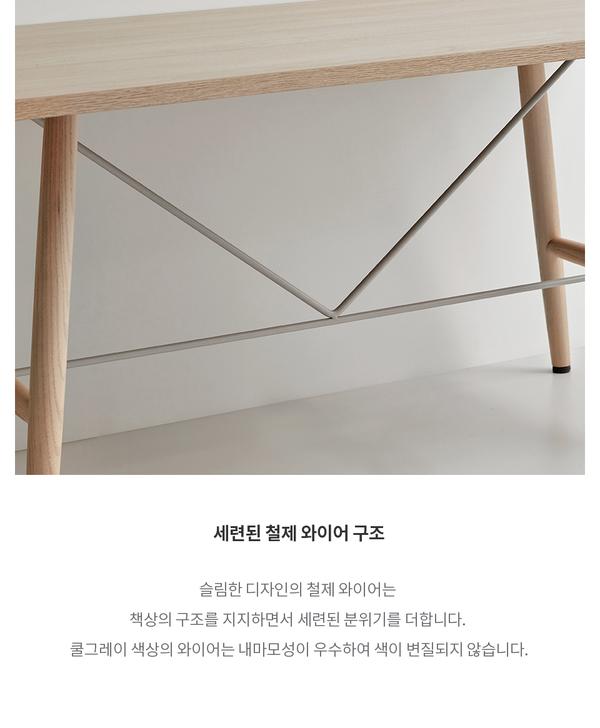 세련된 철제 와이어 구조
슬림한 디자인의 철제 와이어는
책상의 구조를 지지하면서 세련된 분위기를 더합니다.
쿨그레이 색상의 와이어는 내마모성이 우수하여 색이 변질되지 않습니다.